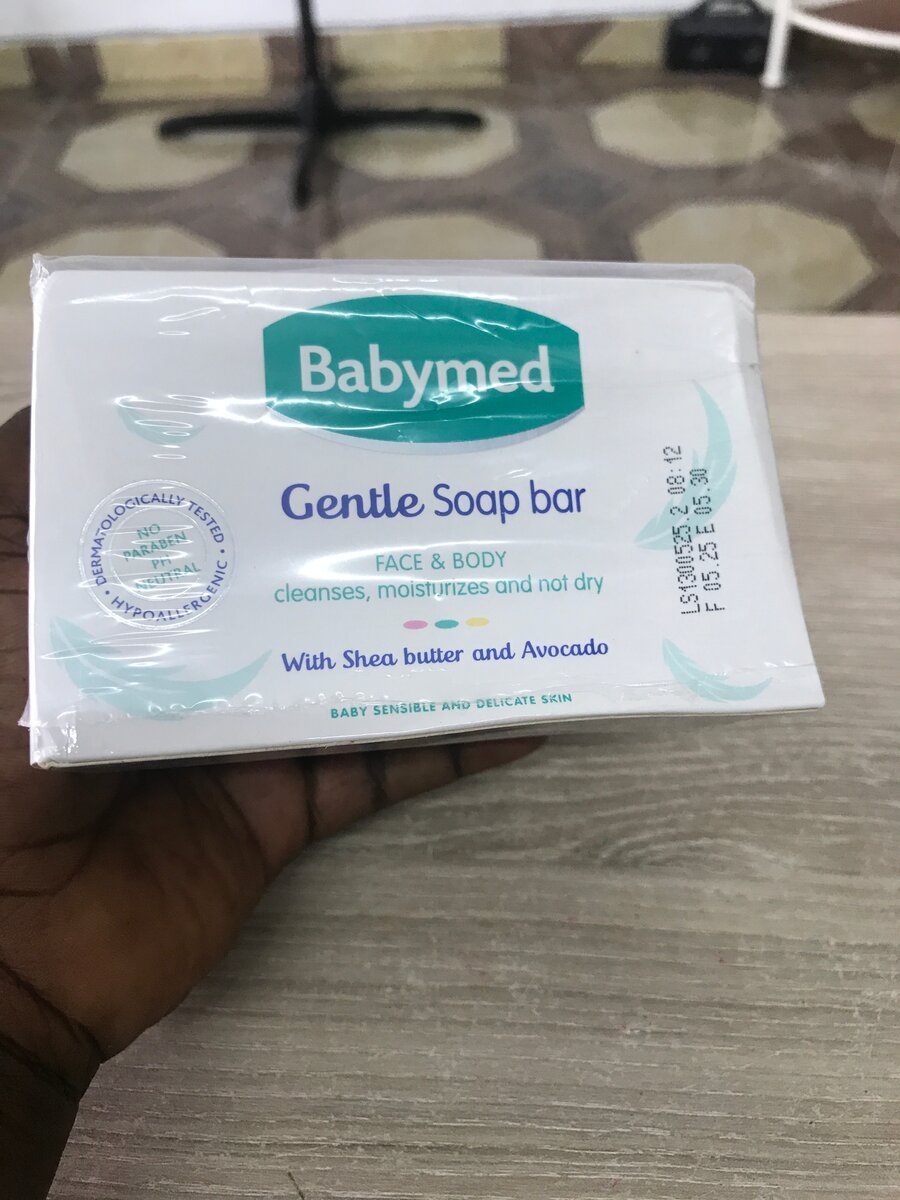 Babymed
Gentle Soap bar
FACE & BODY
cleanses, moisturizes and not dry
With Shea butter and Avocado
BABY SENSIBLE AND DELICATE SKIN
DERMATOLOGICALLY TESTED
• HYPOALLERGENIC •
NO
PARABEN
PH
NEUTRAL
LS1300525.2 08:12
F 05.25 E 05.30